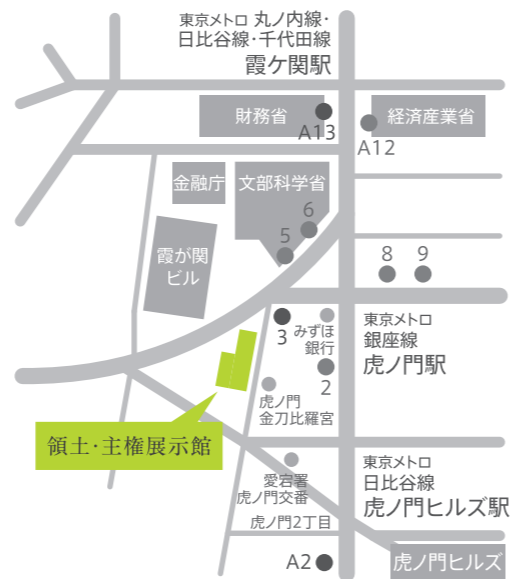 東京メトロ 丸ノ内線・
日比谷線・千代田線
霞ケ関駅
財務省
A13
経済産業省
A12
金融庁
文部科学省
6
5
霞が関
ビル
8
9
3
みずほ
銀行
2
東京メトロ
銀座線
虎ノ門駅
虎ノ門
金刀比羅宮
領土・主権展示館
愛宕署
虎ノ門交番
東京メトロ
日比谷線
虎ノ門ヒルズ駅
虎ノ門2丁目
A2
虎ノ門ヒルズ